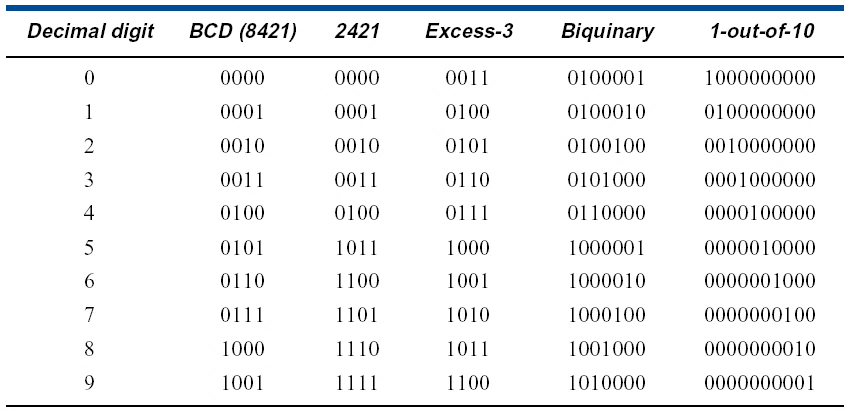 Decimal digit BCD (8421) 2421 Excess-3 Biquinary 1-out-of-10
0 0000 0000 0011 0100001 1000000000
1 0001 0001 0100 0100010 0100000000
2 0010 0010 0101 0100100 0010000000
3 0011 0011 0110 0101000 0001000000
4 0100 0100 0111 0110000 0000100000
5 0101 1011 1000 1000001 0000010000
6 0110 1100 1001 1000010 0000001000
7 0111 1101 1010 1000100 0000000100
8 1000 1110 1011 1001000 0000000010
9 1001 1111 1100 1010000 0000000001